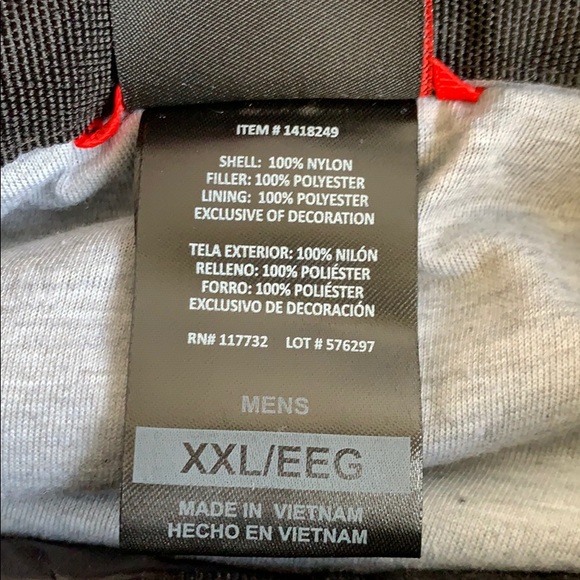 ITEM # 1418249
SHELL: 100% NYLON
FILLER: 100% POLYESTER
LINING: 100% POLYESTER
EXCLUSIVE OF DECORATION
TELA EXTERIOR: 100% NILÓN
RELLENO: 100% POLIÉSTER
FORRO: 100% POLIÉSTER
EXCLUSIVO DE DECORACIÓN
RN# 117732 LOT # 576297
MENS
XXL/EEG
MADE IN VIETNAM
HECHO EN VIETNAM